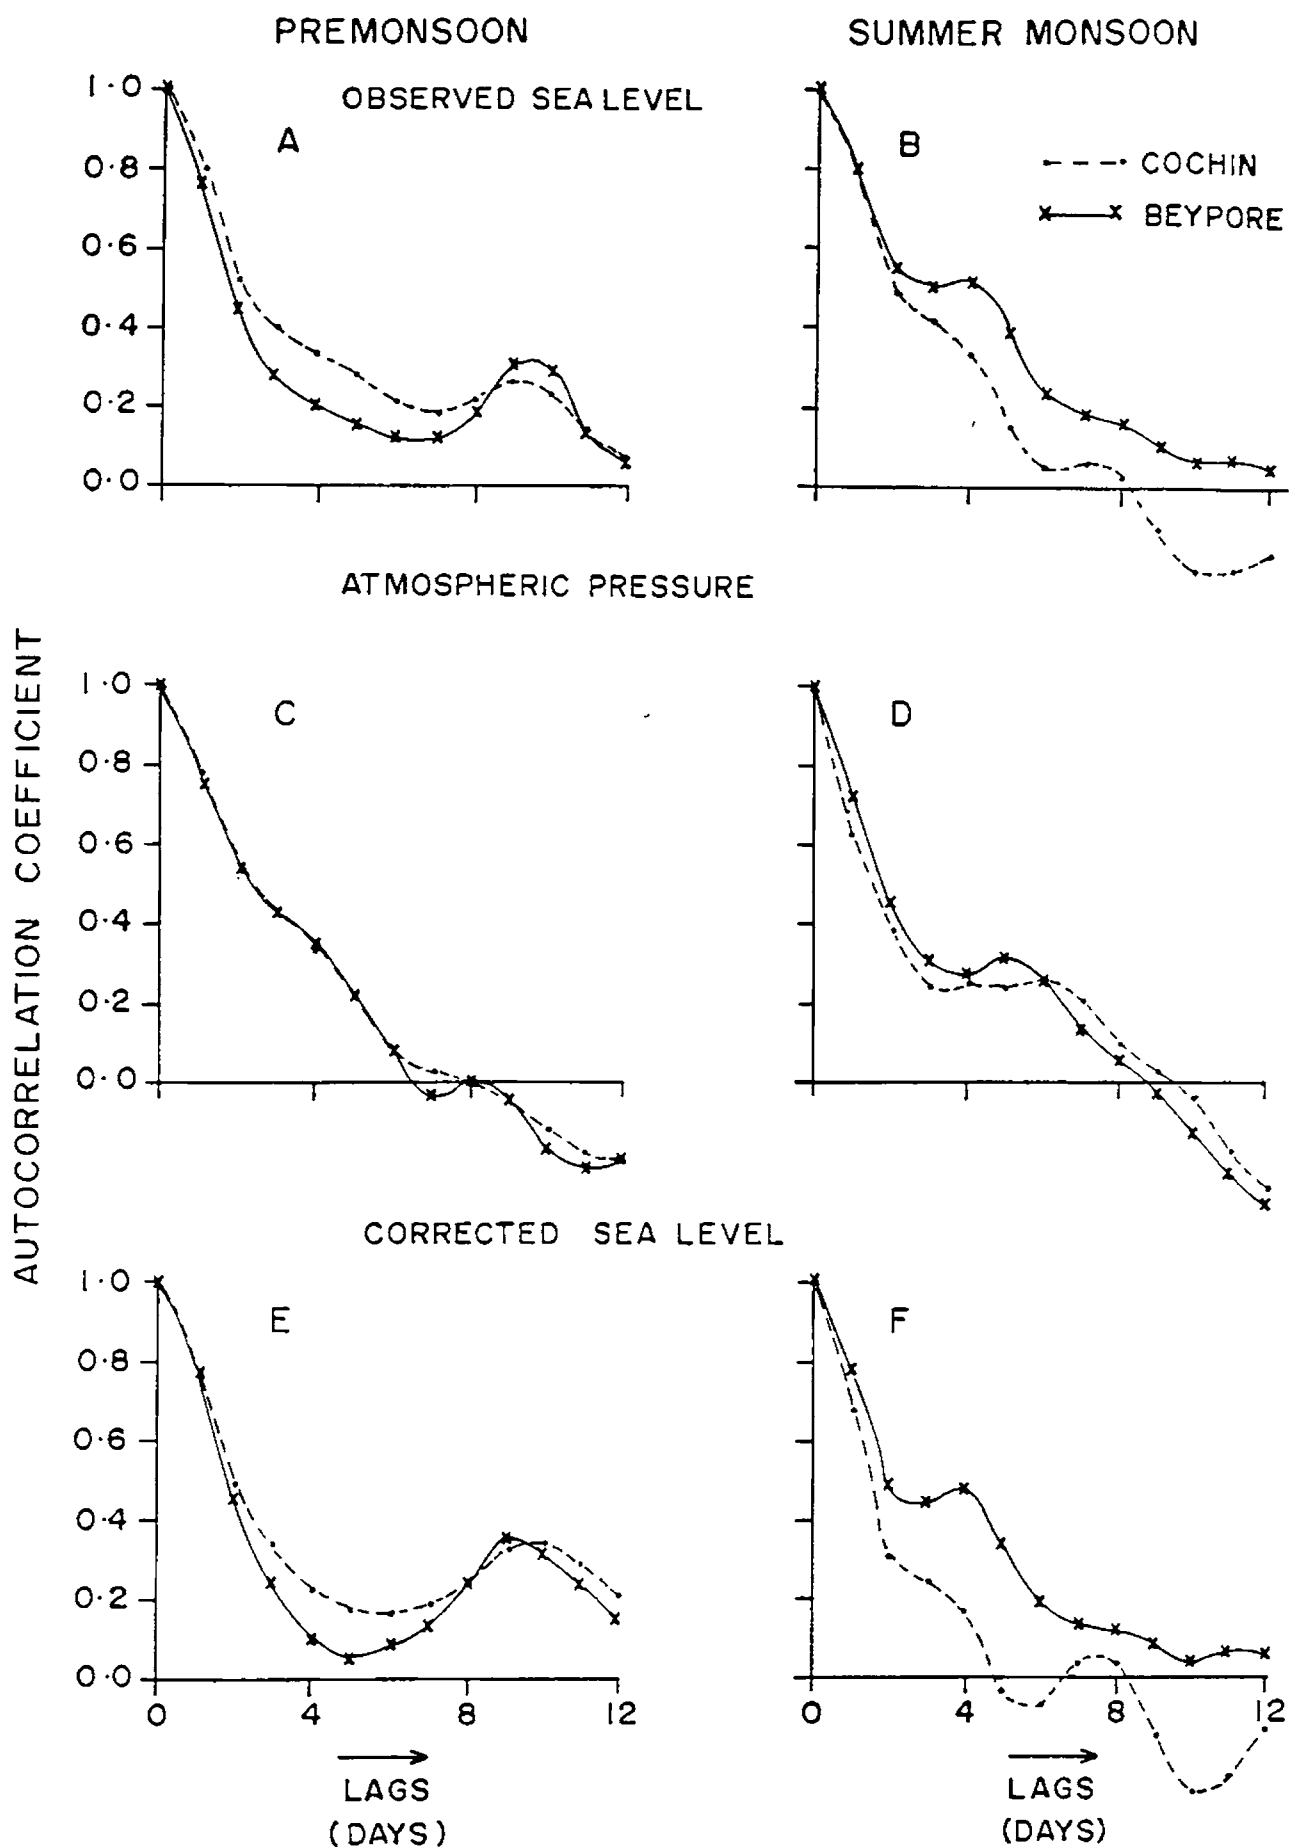 PREMONSOON
SUMMER MONSOON
OBSERVED SEA LEVEL
A
B
COCHIN
BEYPORE
1.0
0.8
0.6
0.4
0.2
0.0
ATMOSPHERIC PRESSURE
AUTOCORRELATION COEFFICIENT
C
D
1.0
0.8
0.6
0.4
0.2
0.0
CORRECTED SEA LEVEL
E
F
1.0
0.8
0.6
0.4
0.2
0.0
0 4 8 12
0 4 8 12
LAGS
(DAYS)
LAGS
(DAYS)